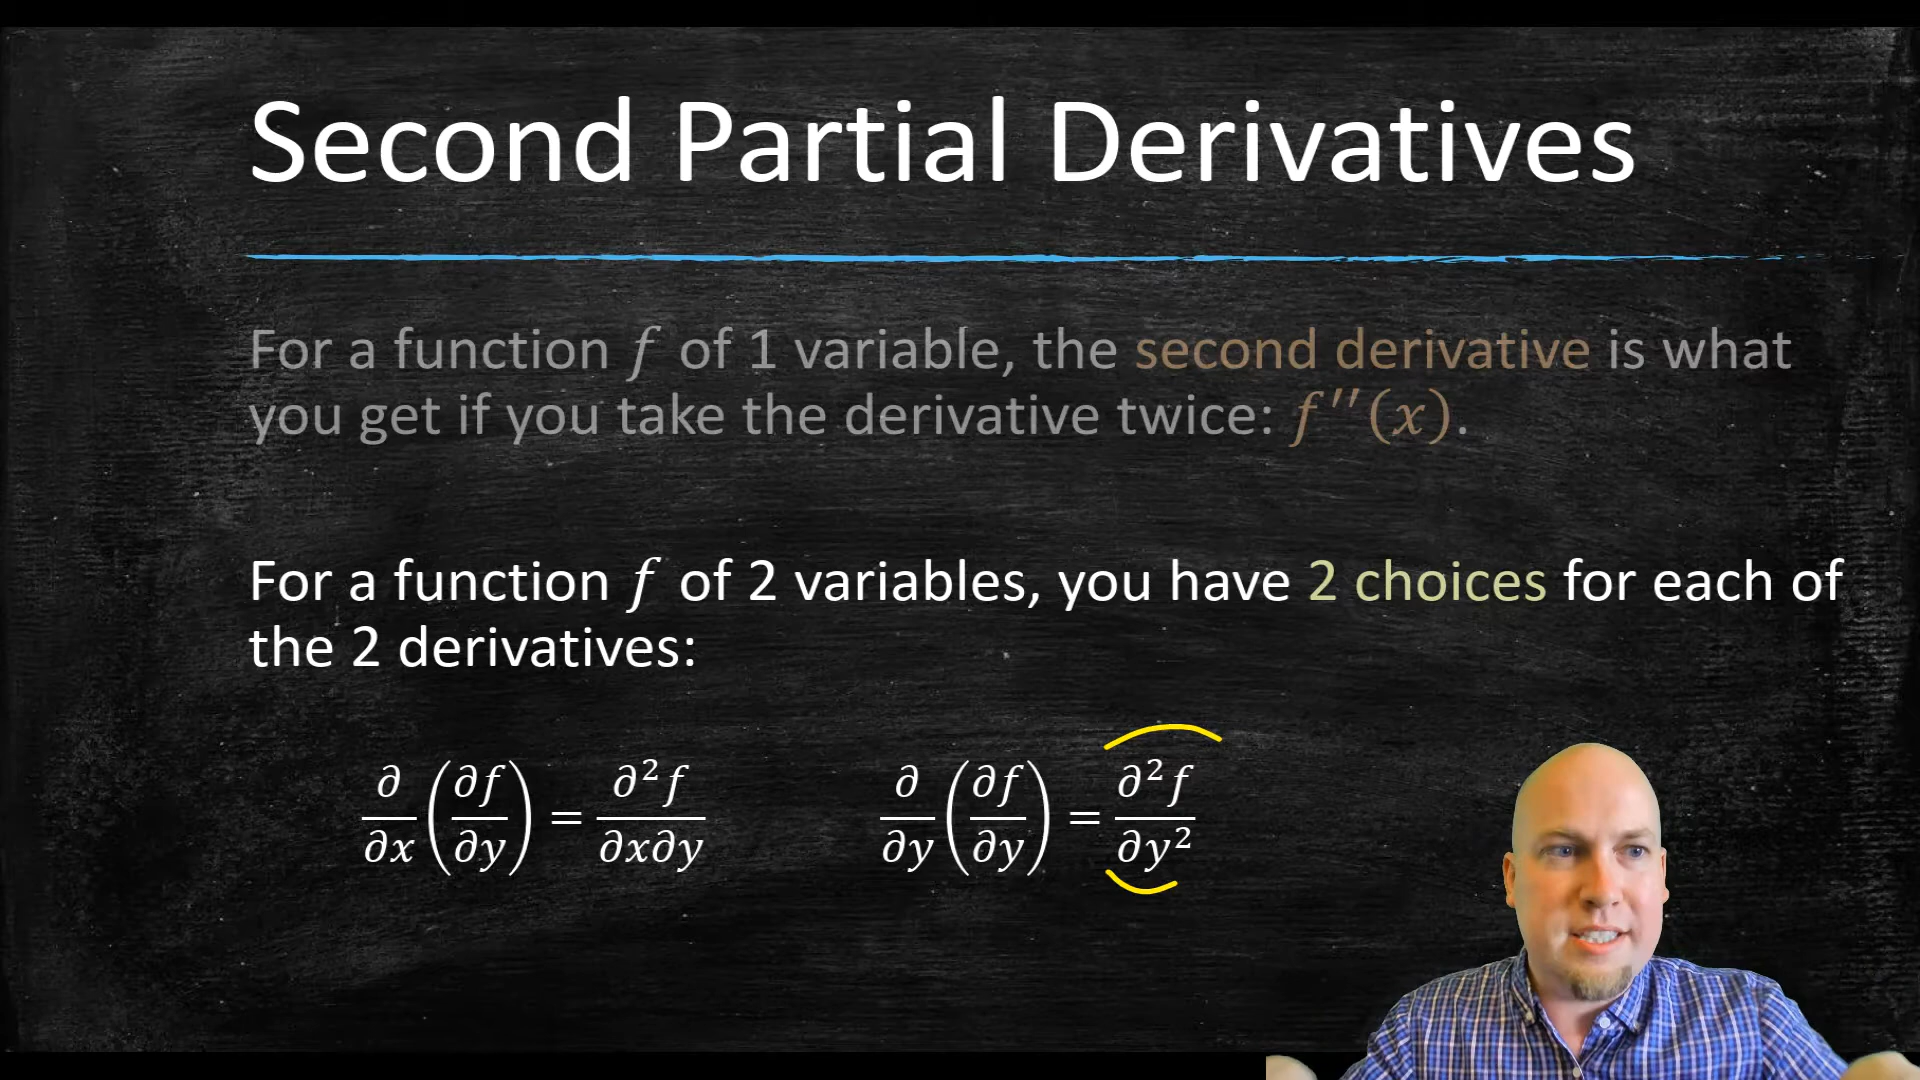 Second Partial Derivatives
For a function f of 1 variable, the second derivative is what
you get if you take the derivative twice: f″(x).
For a function f of 2 variables, you have 2 choices for each of
the 2 derivatives:
∂/∂x (∂f/∂y) = ∂²f/∂x∂y
∂/∂y (∂f/∂y) = ∂²f/∂y²